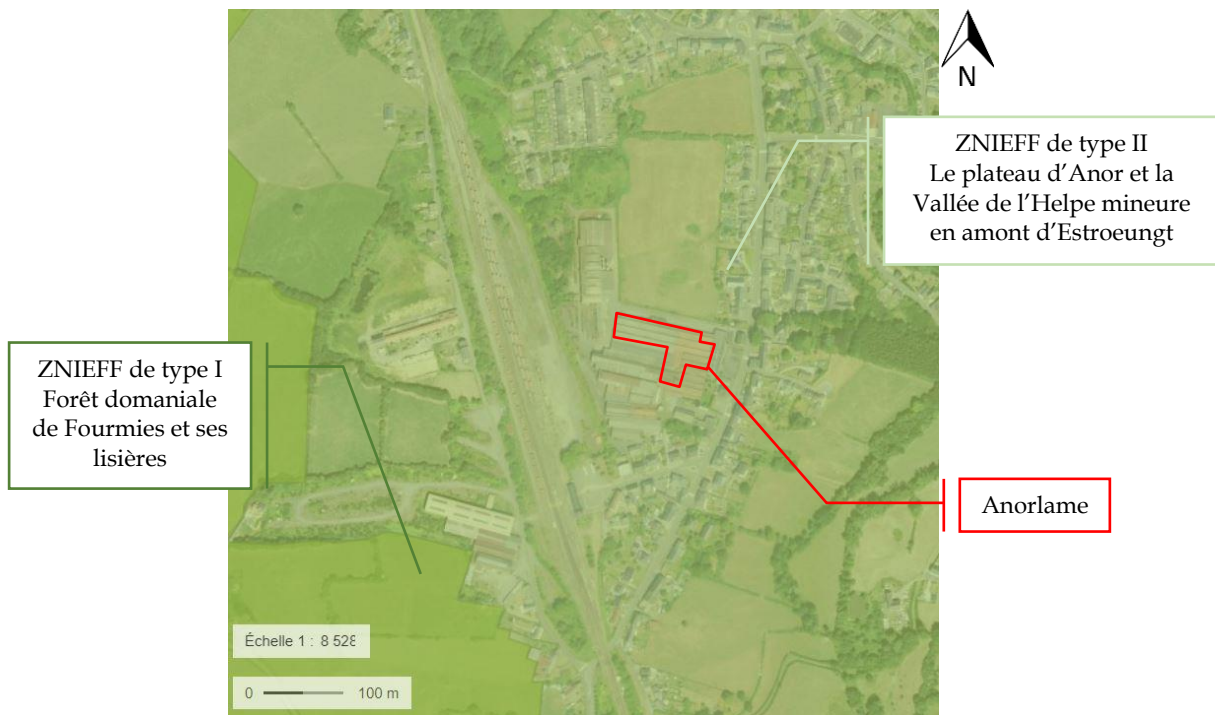 N
ZNIEFF de type II
Le plateau d’Anor et la
Vallée de l’Helpe mineure
en amont d’Estroeungt
ZNIEFF de type I
Forêt domaniale
de Fourmies et ses
lisières
Anorlame
Échelle 1 : 8 528
0 100 m